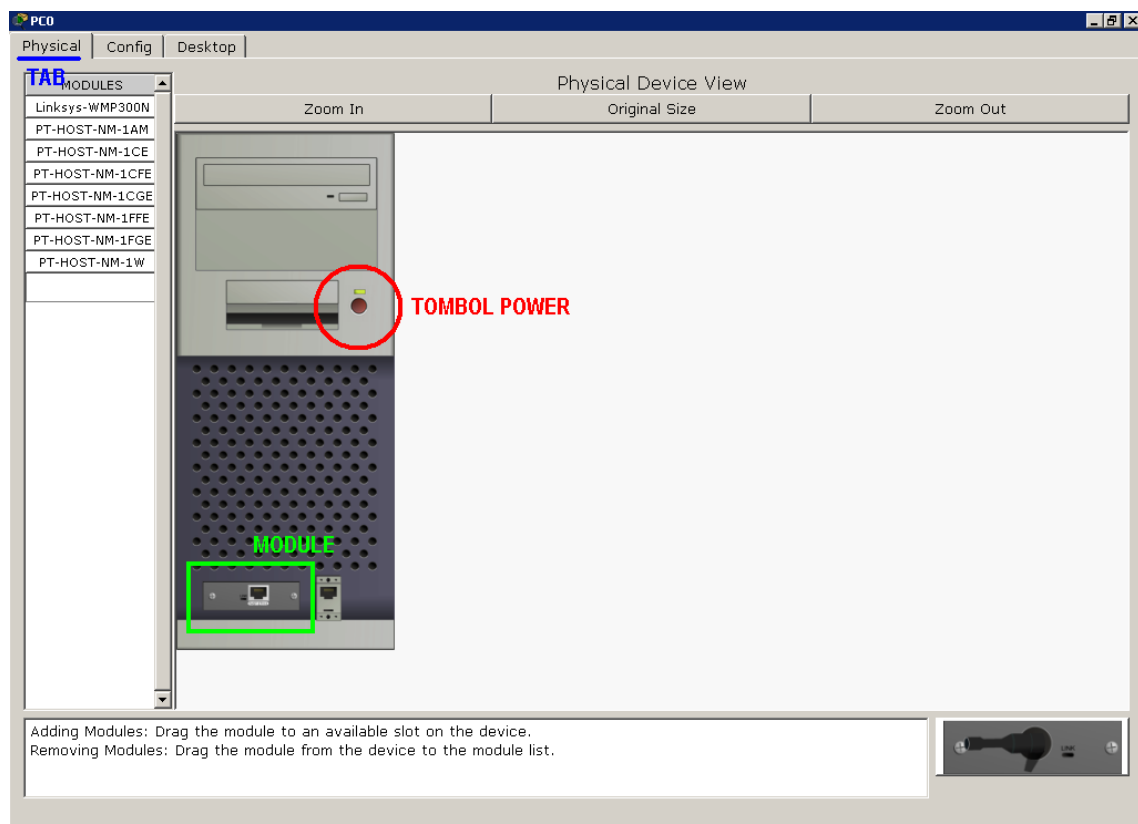 PC0
Physical Config Desktop
TAB
MODULES
Physical Device View
Linksys-WMP300N
Zoom In Original Size Zoom Out
PT-HOST-NM-1AM
PT-HOST-NM-1CE
PT-HOST-NM-1CFE
PT-HOST-NM-1CGE
PT-HOST-NM-1FFE
PT-HOST-NM-1FGE
PT-HOST-NM-1W
TOMBOL POWER
MODULE
Adding Modules: Drag the module to an available slot on the device.
Removing Modules: Drag the module from the device to the module list.
LINK